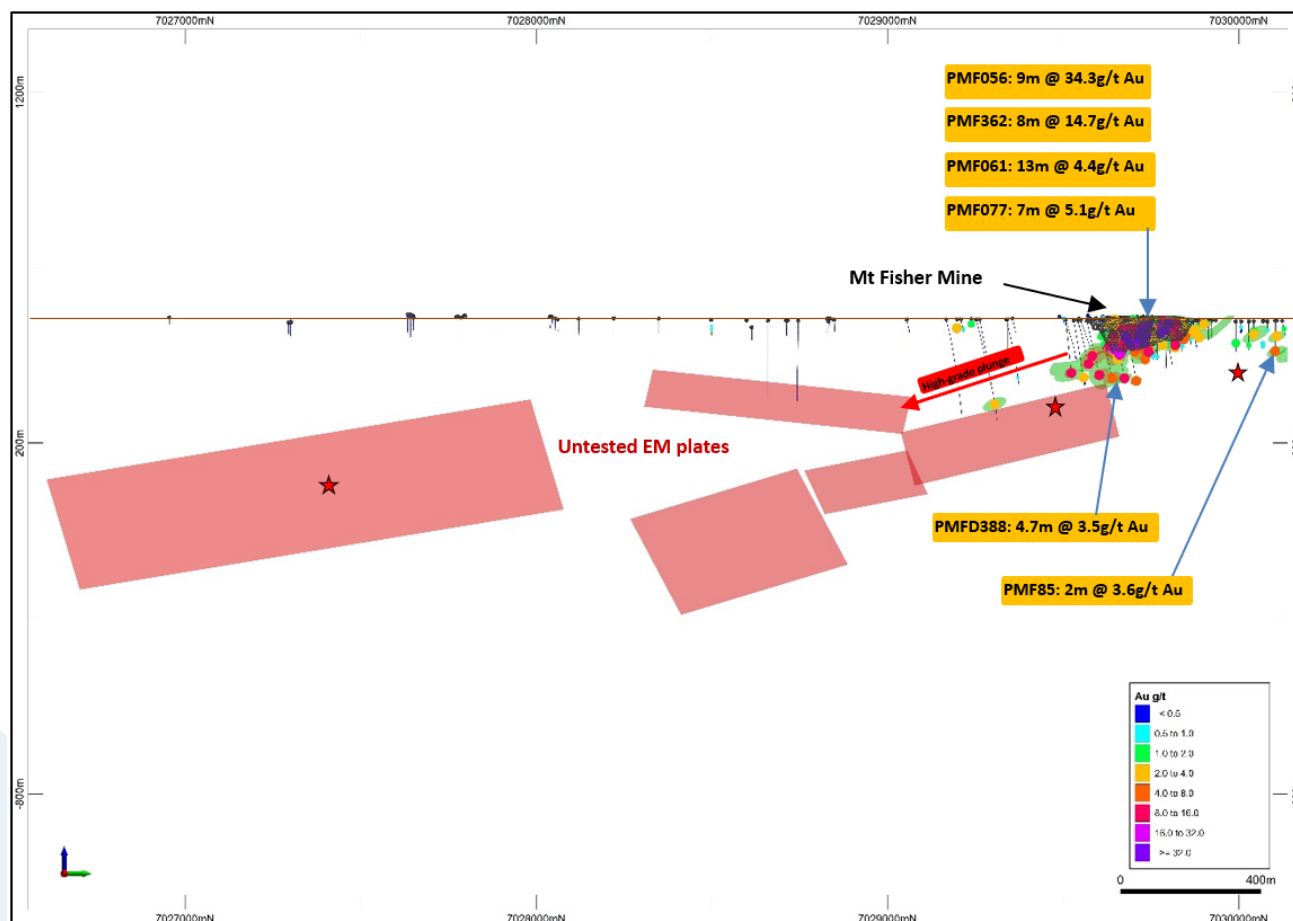 7027000mN 7028000mN 7029000mN 7030000mN
1200m
PMF056: 9m @ 34.3g/t Au
PMF362: 8m @ 14.7g/t Au
PMF061: 13m @ 4.4g/t Au
PMF077: 7m @ 5.1g/t Au
Mt Fisher Mine
High-grade plunge
200m
Untested EM plates
PMFD388: 4.7m @ 3.5g/t Au
PMF85: 2m @ 3.6g/t Au
Au g/t
< 0.5
0.5 to 1.0
1.0 to 2.0
2.0 to 4.0
4.0 to 8.0
8.0 to 16.0
16.0 to 32.0
>= 32.0
-800m
0 400m
7027000mN 7028000mN 7029000mN 7030000mN